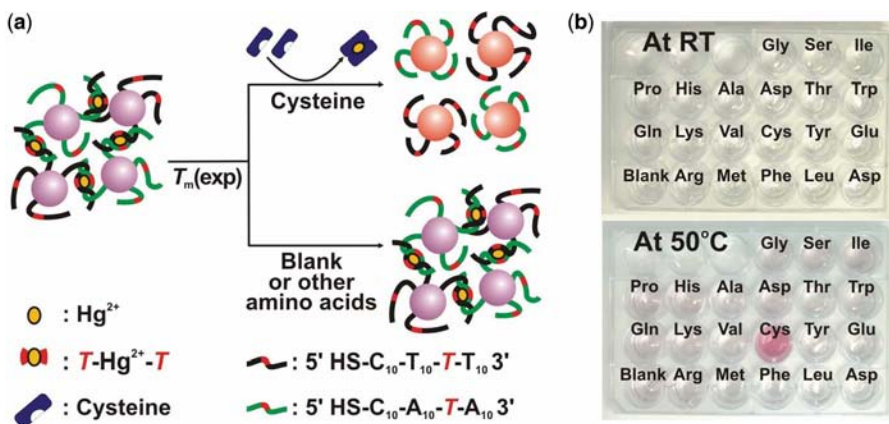 (a)
Cysteine
T_m(exp)
Blank
or other
amino acids
: Hg²⁺
: T-Hg²⁺-T
: Cysteine
: 5' HS-C₁₀-T₁₀-T-T₁₀ 3'
: 5' HS-C₁₀-A₁₀-T-A₁₀ 3'
(b)
At RT
Gly Ser Ile
Pro His Ala Asp Thr Trp
Gln Lys Val Cys Tyr Glu
Blank Arg Met Phe Leu Asp
At 50°C
Gly Ser Ile
Pro His Ala Asp Thr Trp
Gln Lys Val Cys Tyr Glu
Blank Arg Met Phe Leu Asp